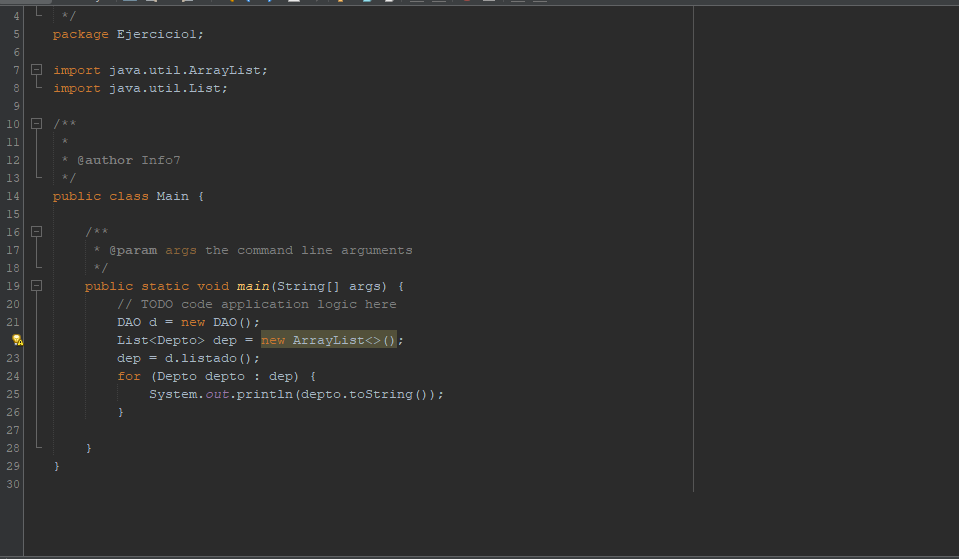 4 */
5 package Ejercicio1;
6
7 import java.util.ArrayList;
8 import java.util.List;
9
10 /**
11 *
12 * @author Info7
13 */
14 public class Main {
15
16 /**
17 * @param args the command line arguments
18 */
19 public static void main(String[] args) {
20 // TODO code application logic here
21 DAO d = new DAO();
List<Depto> dep = new ArrayList<>();
23 dep = d.listado();
24 for (Depto depto : dep) {
25 System.out.println(depto.toString());
26 }
27
28 }
29 }
30